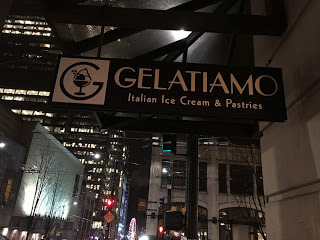 G
GELATIAMO
Italian Ice Cream & Pastries